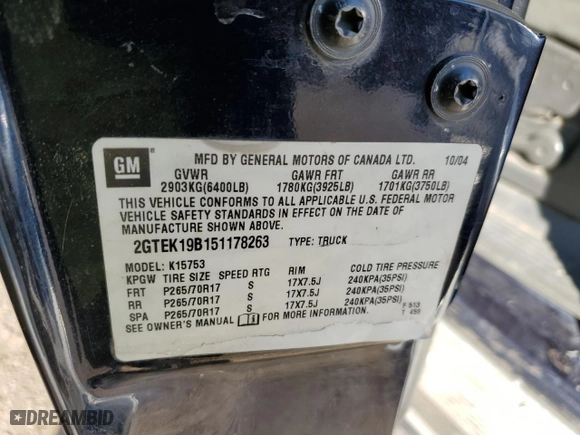 GM
MFD BY GENERAL MOTORS OF CANADA LTD. 10/04
GVWR GAWR FRT GAWR RR
2903KG(6400LB) 1780KG(3925LB) 1701KG(3750LB)
THIS VEHICLE CONFORMS TO ALL APPLICABLE U.S. FEDERAL MOTOR
VEHICLE SAFETY STANDARDS IN EFFECT ON THE DATE OF
MANUFACTURE SHOWN ABOVE.
2GTEK19B151178263 TYPE: TRUCK
MODEL: K15753
KPGW TIRE SIZE SPEED RTG RIM COLD TIRE PRESSURE
FRT P265/70R17 S 17X7.5J 240KPA(35PSI)
RR P265/70R17 S 17X7.5J 240KPA(35PSI)
SPA P265/70R17 S 17X7.5J 240KPA(35PSI)
SEE OWNER'S MANUAL FOR MORE INFORMATION.
F 513
T 459
DREAMBID